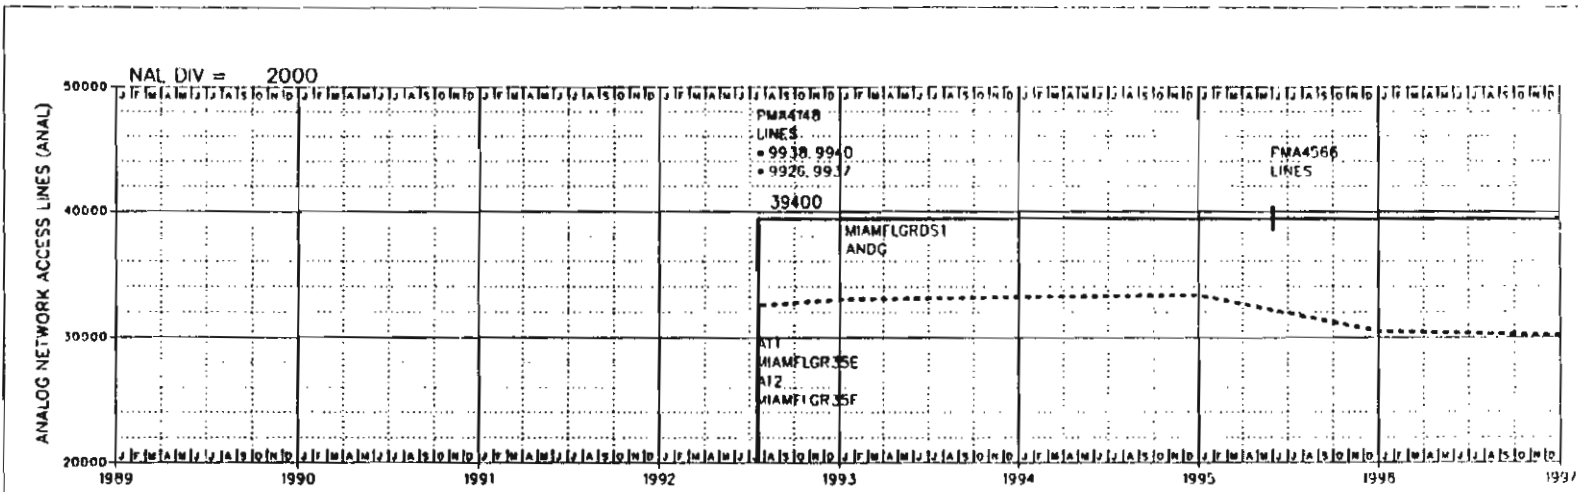 NAL DIV = 2000
ANALOG NETWORK ACCESS LINES (ANAL)
50000
J F M A M J J A S O N D J F M A M J J A S O N D J F M A M J J A S O N D J F M A M J J A S O N D J F M A M J J A S O N D J F M A M J J A S O N D J F M A M J J A S O N D J F M A M J J A S O N D
PMA4148
LINES
• 9938, 9940
• 9926, 9937
PMA4566
LINES
40000
39400
MIAMFLGRDS1
ANDG
30000
AT1
MIAMFLGR35E
AT2
MIAMFLGR35F
20000
J F M A M J J A S O N D J F M A M J J A S O N D J F M A M J J A S O N D J F M A M J J A S O N D J F M A M J J A S O N D J F M A M J J A S O N D J F M A M J J A S O N D J F M A M J J A S O N D
1989 1990 1991 1992 1993 1994 1995 1996 1997